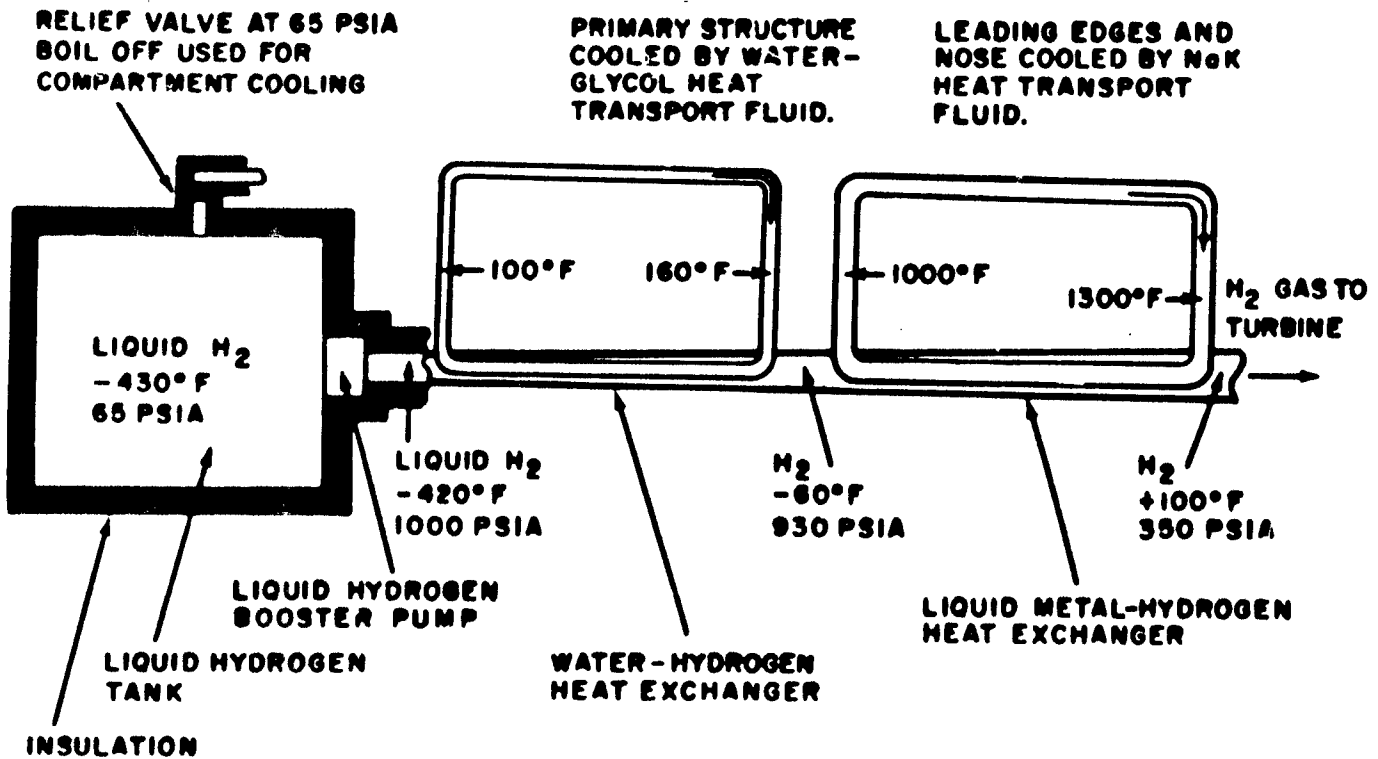 RELIEF VALVE AT 65 PSIA
BOIL OFF USED FOR
COMPARTMENT COOLING
PRIMARY STRUCTURE
COOLED BY WATER-
GLYCOL HEAT
TRANSPORT FLUID.
LEADING EDGES AND
NOSE COOLED BY NaK
HEAT TRANSPORT
FLUID.
100°F
160°F
1000°F
1300°F
H2 GAS TO
TURBINE
LIQUID H2
-430°F
65 PSIA
LIQUID H2
-420°F
1000 PSIA
H2
-60°F
930 PSIA
H2
+100°F
350 PSIA
LIQUID HYDROGEN
BOOSTER PUMP
LIQUID METAL-HYDROGEN
HEAT EXCHANGER
LIQUID HYDROGEN
TANK
WATER-HYDROGEN
HEAT EXCHANGER
INSULATION